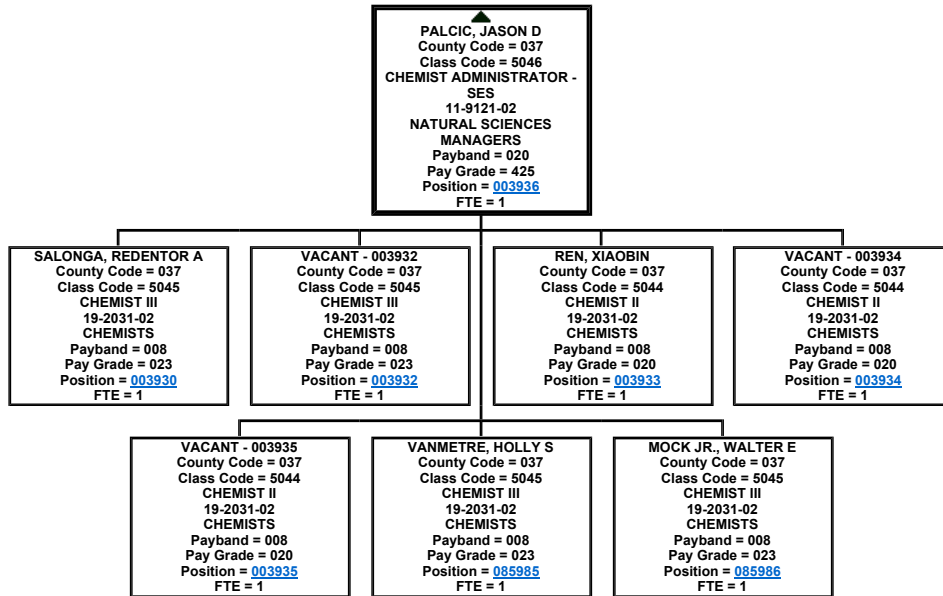 PALCIC, JASON D
County Code = 037
Class Code = 5046
CHEMIST ADMINISTRATOR -
SES
11-9121-02
NATURAL SCIENCES
MANAGERS
Payband = 020
Pay Grade = 425
Position = 003936
FTE = 1
SALONGA, REDENTOR A
County Code = 037
Class Code = 5045
CHEMIST III
19-2031-02
CHEMISTS
Payband = 008
Pay Grade = 023
Position = 003930
FTE = 1
VACANT - 003932
County Code = 037
Class Code = 5045
CHEMIST III
19-2031-02
CHEMISTS
Payband = 008
Pay Grade = 023
Position = 003932
FTE = 1
REN, XIAOBIN
County Code = 037
Class Code = 5044
CHEMIST II
19-2031-02
CHEMISTS
Payband = 008
Pay Grade = 020
Position = 003933
FTE = 1
VACANT - 003934
County Code = 037
Class Code = 5044
CHEMIST II
19-2031-02
CHEMISTS
Payband = 008
Pay Grade = 020
Position = 003934
FTE = 1
VACANT - 003935
County Code = 037
Class Code = 5044
CHEMIST II
19-2031-02
CHEMISTS
Payband = 008
Pay Grade = 020
Position = 003935
FTE = 1
VANMETRE, HOLLY S
County Code = 037
Class Code = 5045
CHEMIST III
19-2031-02
CHEMISTS
Payband = 008
Pay Grade = 023
Position = 085985
FTE = 1
MOCK JR., WALTER E
County Code = 037
Class Code = 5045
CHEMIST III
19-2031-02
CHEMISTS
Payband = 008
Pay Grade = 023
Position = 085986
FTE = 1